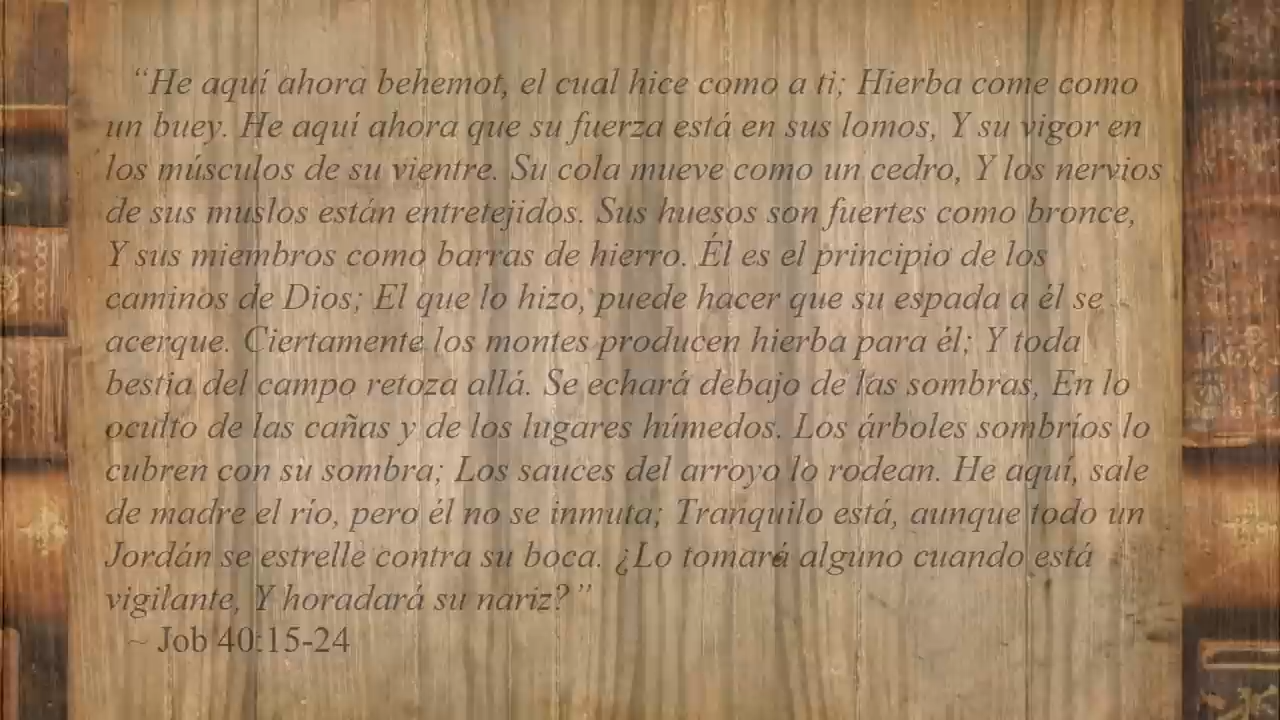 “He aquí ahora behemot, el cual hice como a ti; Hierba come como
un buey. He aquí ahora que su fuerza está en sus lomos, Y su vigor en
los músculos de su vientre. Su cola mueve como un cedro, Y los nervios
de sus muslos están entretejidos. Sus huesos son fuertes como bronce,
Y sus miembros como barras de hierro. Él es el principio de los
caminos de Dios; El que lo hizo, puede hacer que su espada a él se
acerque. Ciertamente los montes producen hierba para él; Y toda
bestia del campo retoza allá. Se echará debajo de las sombras, En lo
oculto de las cañas y de los lugares húmedos. Los árboles sombríos lo
cubren con su sombra; Los sauces del arroyo lo rodean. He aquí, sale
de madre el río, pero él no se inmuta; Tranquilo está, aunque todo un
Jordán se estrelle contra su boca. ¿Lo tomará alguno cuando está
vigilante, Y horadará su nariz?”
~ Job 40:15-24